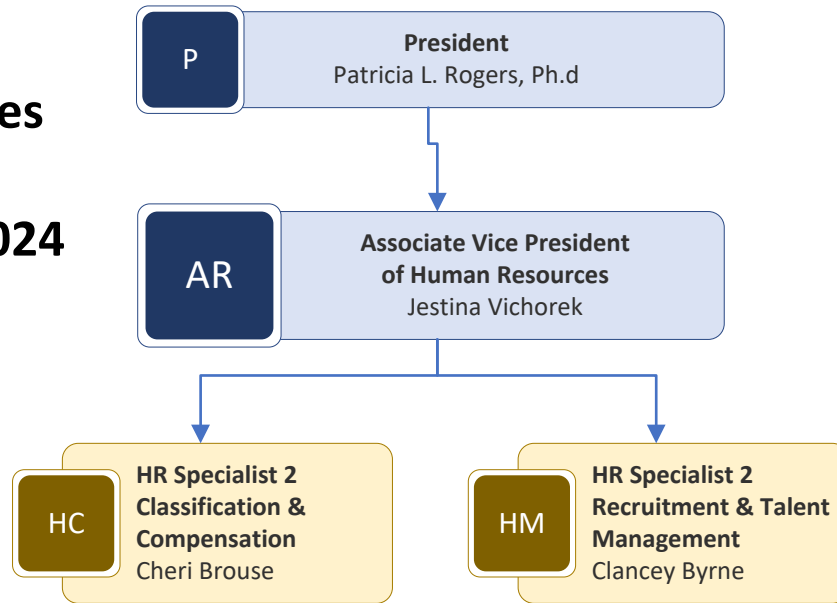 P
President
Patricia L. Rogers, Ph.d
es
024
AR
Associate Vice President
of Human Resources
Jestina Vichorek
HC
HR Specialist 2
Classification &
Compensation
Cheri Brouse
HM
HR Specialist 2
Recruitment & Talent
Management
Clancey Byrne